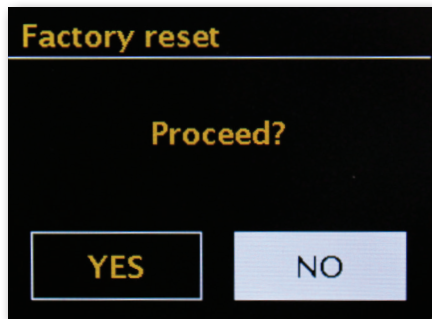 Factory reset
Proceed?
YES
NO